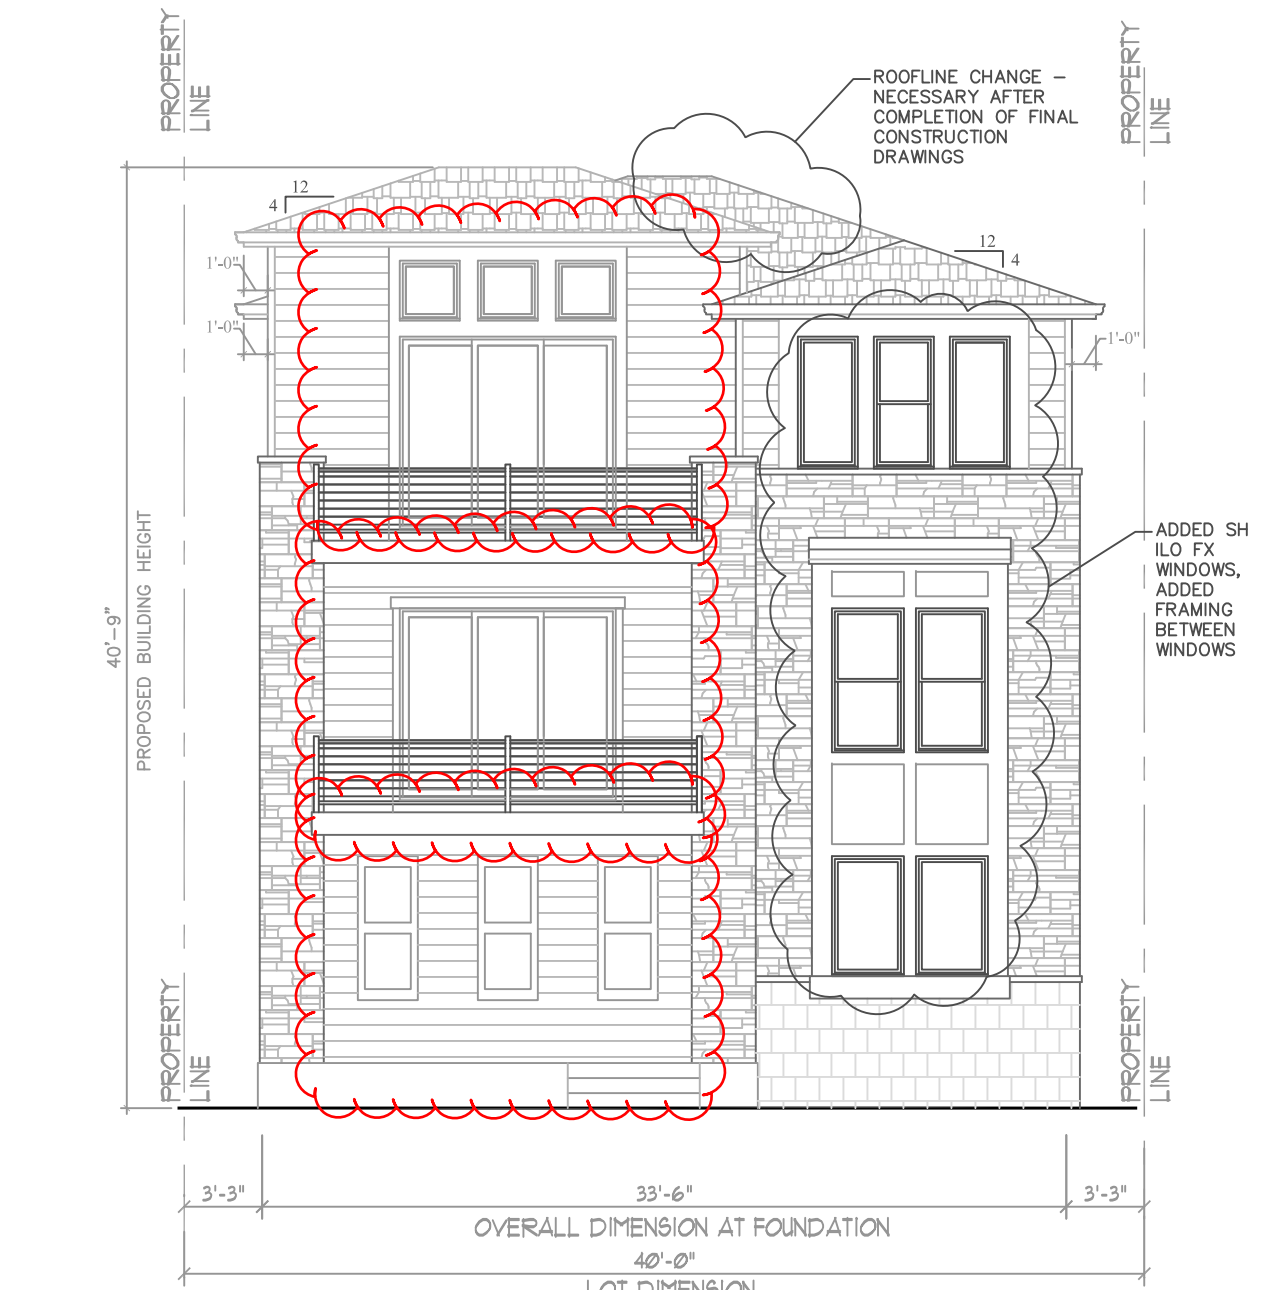 PROPERTY
LINE
PROPERTY
LINE
ROOFLINE CHANGE –
NECESSARY AFTER
COMPLETION OF FINAL
CONSTRUCTION
DRAWINGS
12
4
12
4
1'-0"
1'-0"
1'-0"
40'–9"
PROPOSED BUILDING HEIGHT
ADDED SH
ILO FX
WINDOWS,
ADDED
FRAMING
BETWEEN
WINDOWS
PROPERTY
LINE
PROPERTY
LINE
3'-3"
33'-6"
3'-3"
OVERALL DIMENSION AT FOUNDATION
40'-0"
LOT DIMENSION